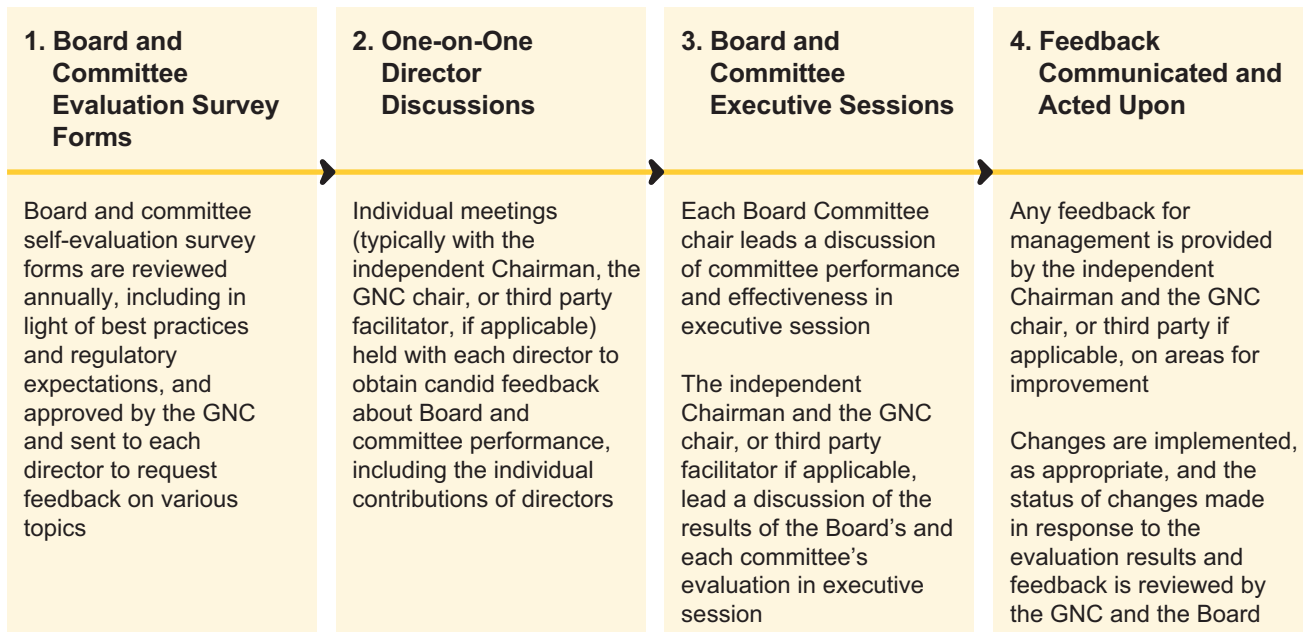 1. Board and
Committee
Evaluation Survey
Forms
Board and committee
self-evaluation survey
forms are reviewed
annually, including in
light of best practices
and regulatory
expectations, and
approved by the GNC
and sent to each
director to request
feedback on various
topics
2. One-on-One
Director
Discussions
Individual meetings
(typically with the
independent Chairman, the
GNC chair, or third party
facilitator, if applicable)
held with each director to
obtain candid feedback
about Board and
committee performance,
including the individual
contributions of directors
3. Board and
Committee
Executive Sessions
Each Board Committee
chair leads a discussion
of committee performance
and effectiveness in
executive session
The independent
Chairman and the GNC
chair, or third party
facilitator if applicable,
lead a discussion of the
results of the Board’s and
each committee’s
evaluation in executive
session
4. Feedback
Communicated and
Acted Upon
Any feedback for
management is provided
by the independent
Chairman and the GNC
chair, or third party if
applicable, on areas for
improvement
Changes are implemented,
as appropriate, and the
status of changes made
in response to the
evaluation results and
feedback is reviewed by
the GNC and the Board